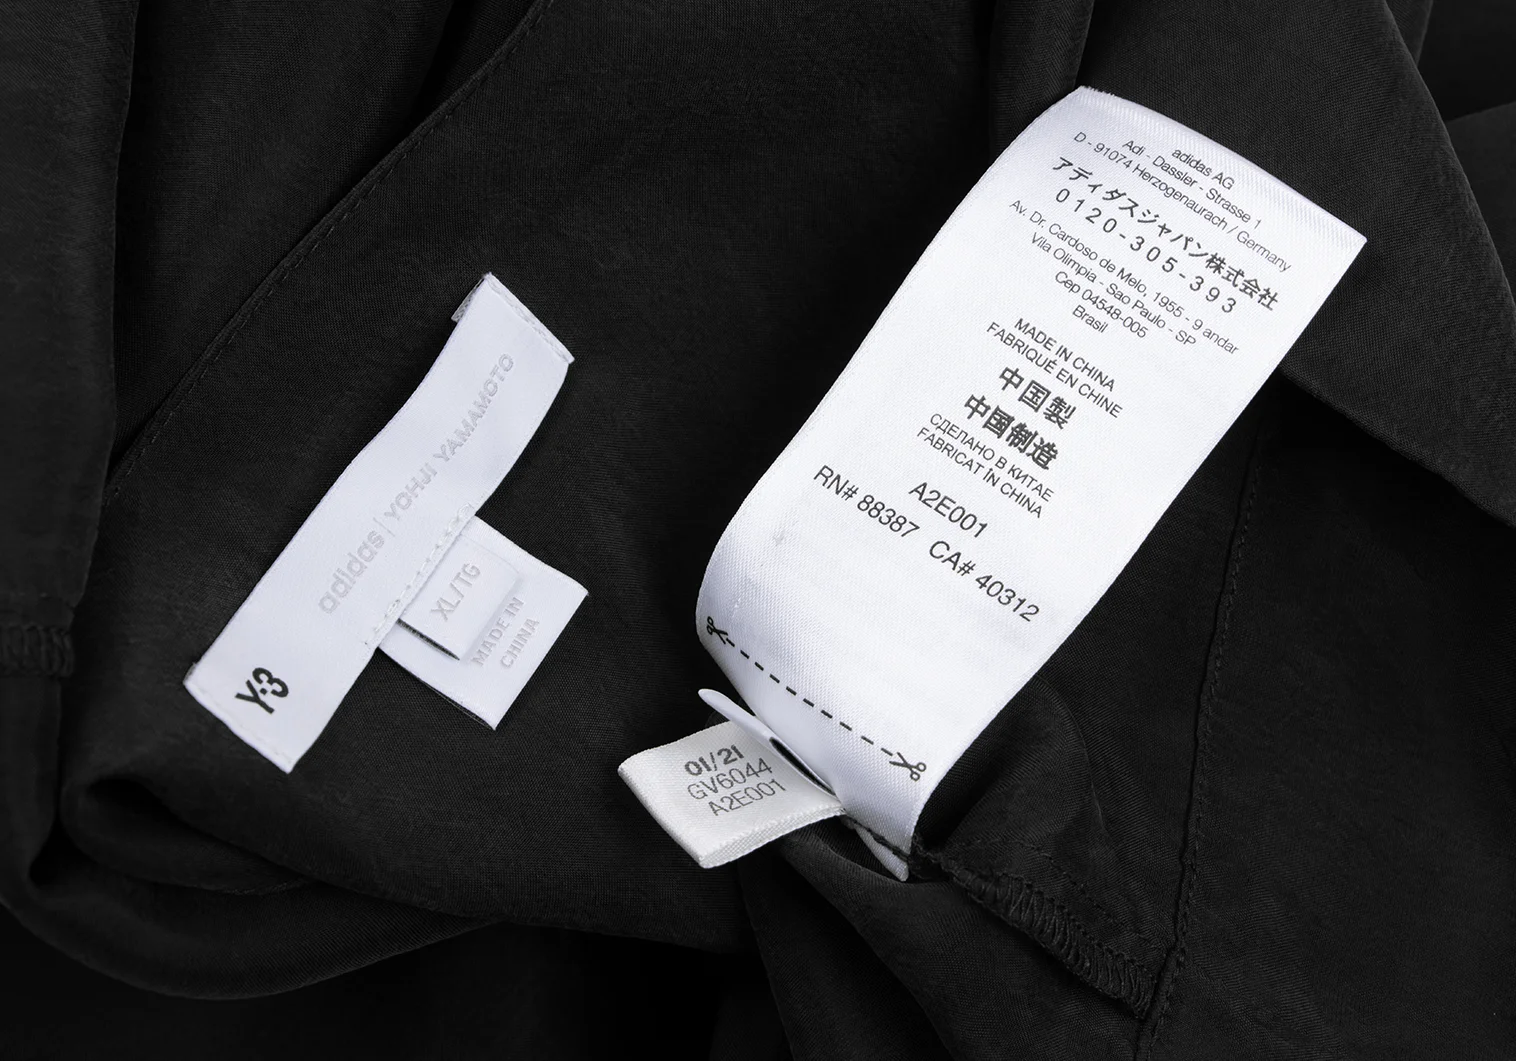 Y-3
adidas | YOHJI YAMAMOTO
XL/TG
MADE IN
CHINA
adidas AG
Adi - Dassler - Strasse 1
D - 91074 Herzogenaurach / Germany
アディダスジャパン株式会社
0120-305-393
Av. Dr. Cardoso de Melo, 1955 - 9 andar
Vila Olimpia - Sao Paulo - SP
Cep 04548-005
Brasil
MADE IN CHINA
FABRIQUÉ EN CHINE
中国製
中国制造
СДЕЛАНО В КИТАЕ
FABRICAT ÎN CHINA
A2E001
RN# 88387 CA# 40312
01/21
GV6044
A2E001